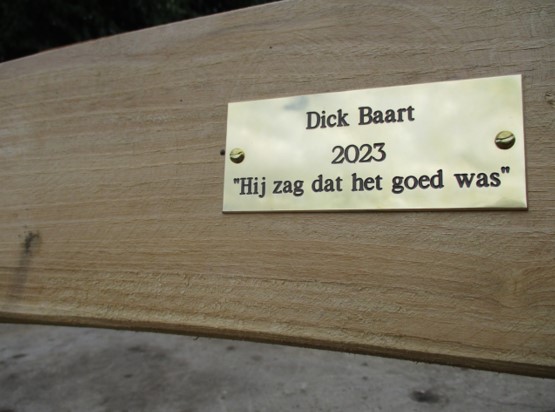 Dick Baart
2023
"Hij zag dat het goed was"